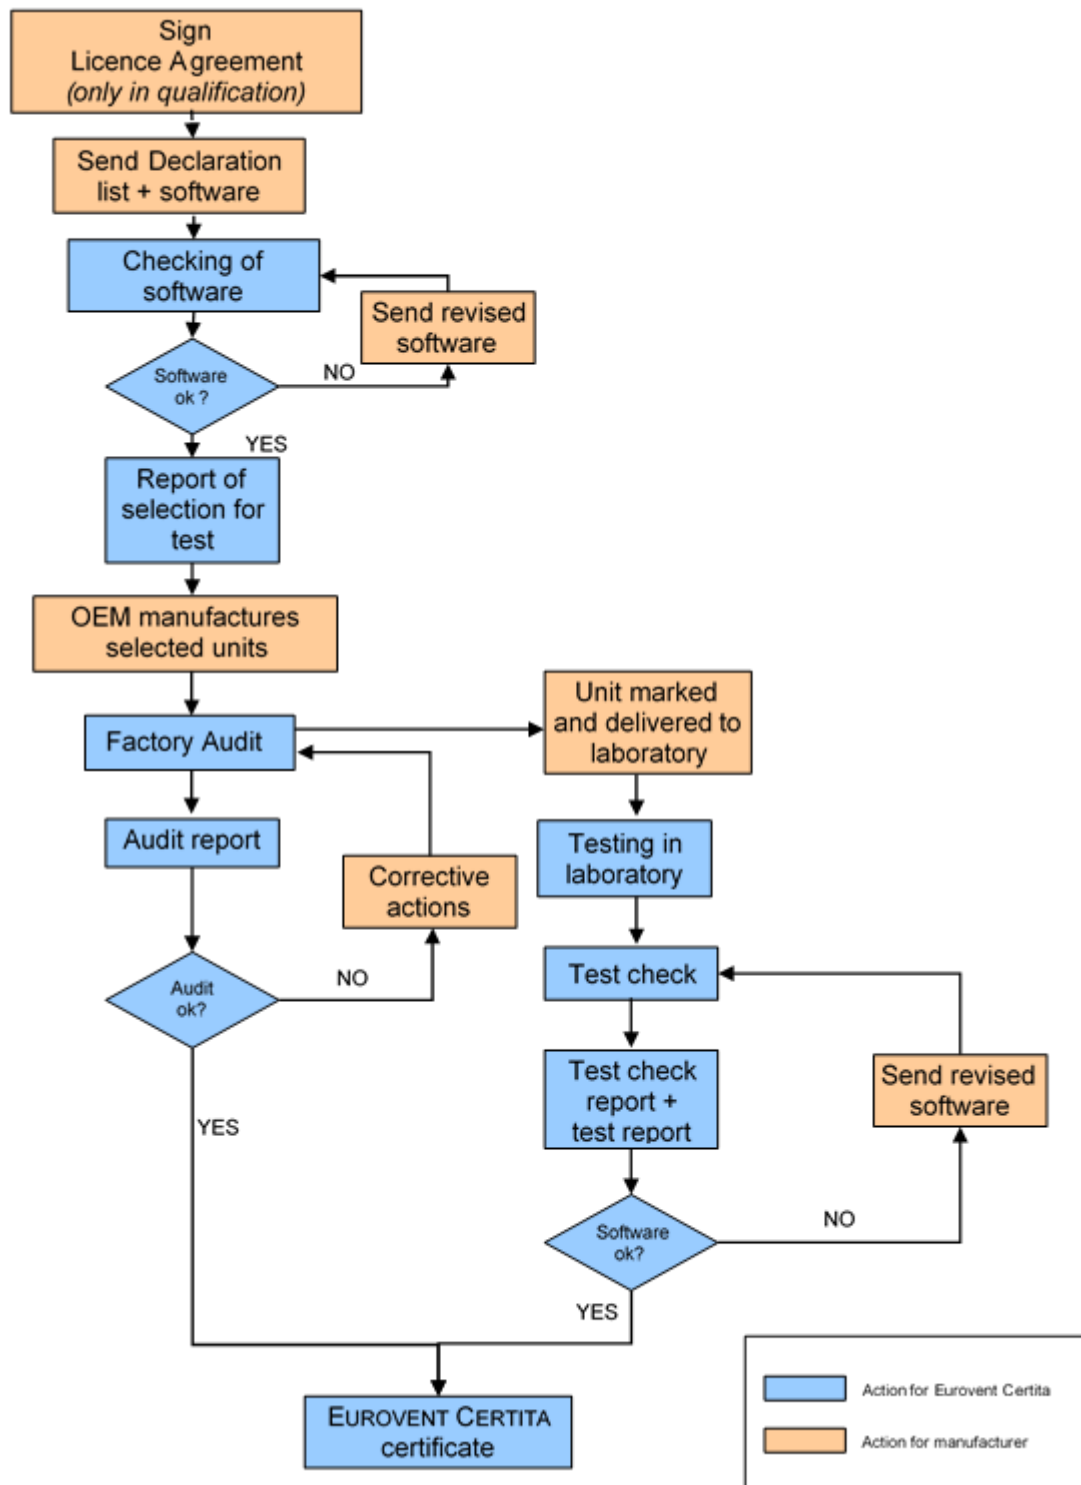 Sign
Licence Agreement
(only in qualification)
Send Declaration
list + software
Checking of
software
Send revised
software
Software
ok ?
NO
YES
Report of
selection for
test
OEM manufactures
selected units
Unit marked
and delivered to
laboratory
Factory Audit
Audit report
Testing in
laboratory
Corrective
actions
Test check
NO
Audit
ok?
Test check
report +
test report
Send revised
software
YES
Software
ok?
NO
YES
EUROVENT CERTITA
certificate
Action for Eurovent Certita
Action for manufacturer